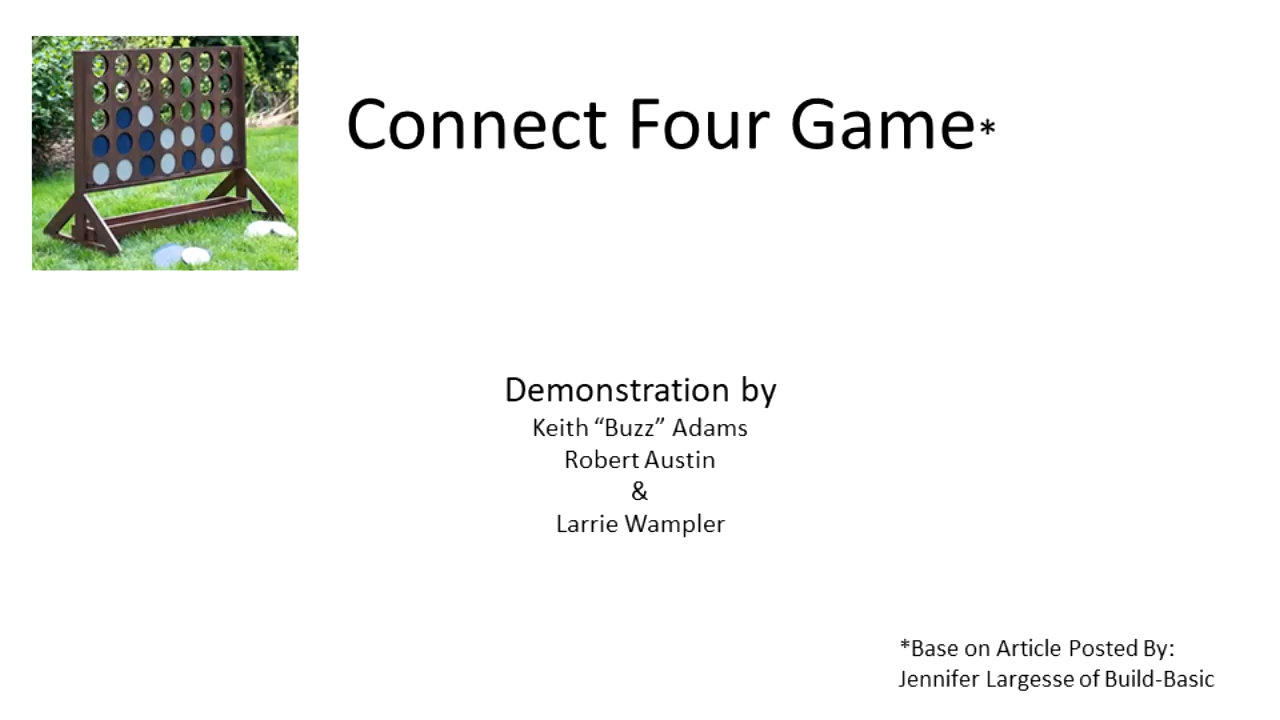 Connect Four Game*
Demonstration by
Keith “Buzz” Adams
Robert Austin
&
Larrie Wampler
*Base on Article Posted By:
Jennifer Largesse of Build-Basic